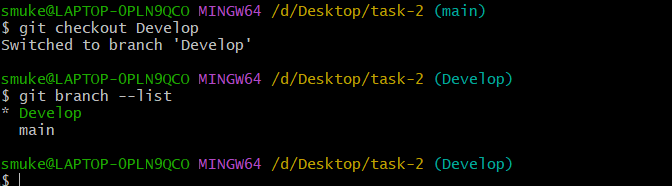 smuke@LAPTOP-0PLN9QCO MINGW64 /d/Desktop/task-2 (main)
$ git checkout Develop
Switched to branch 'Develop'
smuke@LAPTOP-0PLN9QCO MINGW64 /d/Desktop/task-2 (Develop)
$ git branch --list
* Develop
  main
smuke@LAPTOP-0PLN9QCO MINGW64 /d/Desktop/task-2 (Develop)
$